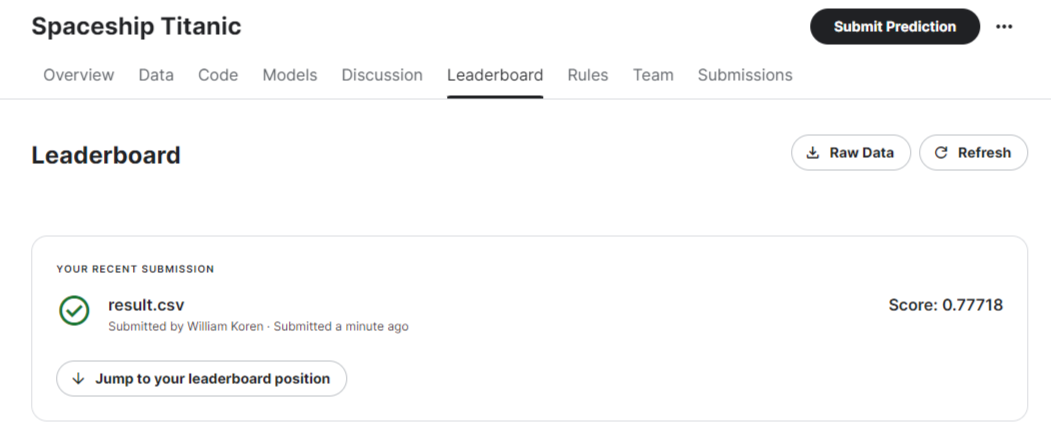 Spaceship Titanic
Submit Prediction
Overview Data Code Models Discussion Leaderboard Rules Team Submissions
Leaderboard
Raw Data
Refresh
YOUR RECENT SUBMISSION
result.csv
Score: 0.77718
Submitted by William Koren · Submitted a minute ago
Jump to your leaderboard position